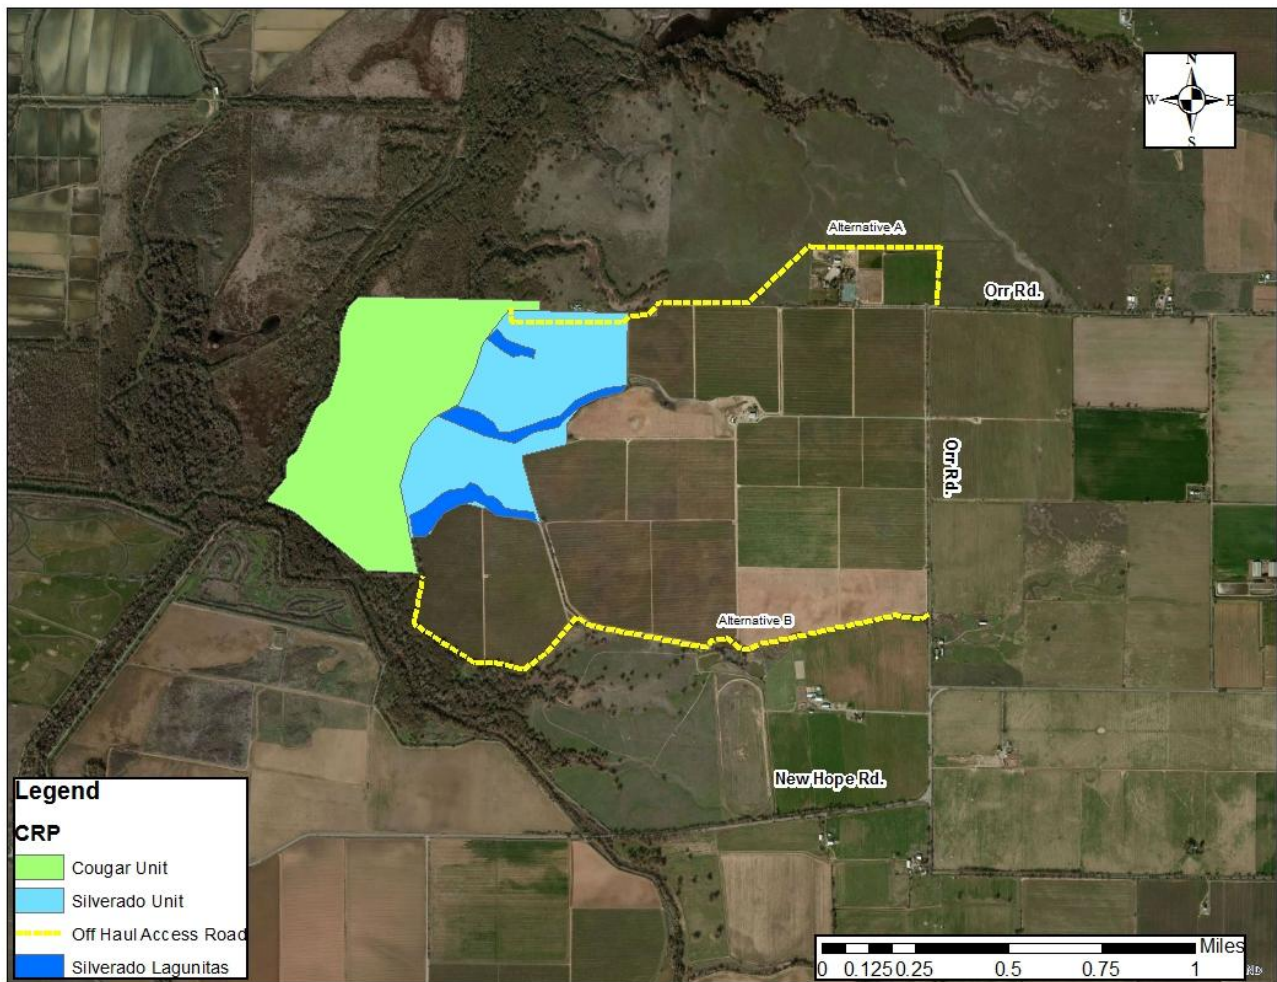 N
W E
S
Alternative A
Orr Rd.
Orr Rd.
Alternative B
New Hope Rd.
Legend
CRP
Cougar Unit
Silverado Unit
Off Haul Access Road
Silverado Lagunitas
Miles
0 0.125 0.25 0.5 0.75 1